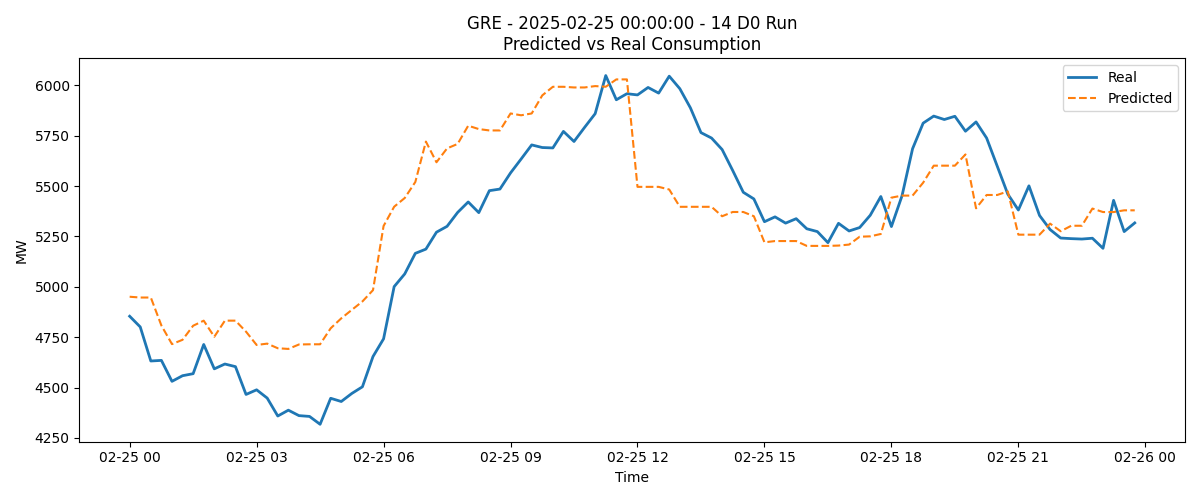 GRE - 2025-02-25 00:00:00 - 14 D0 Run
Predicted vs Real Consumption
Real
Predicted
MW
6000
5750
5500
5250
5000
4750
4500
4250
02-25 00
02-25 03
02-25 06
02-25 09
02-25 12
02-25 15
02-25 18
02-25 21
02-26 00
Time